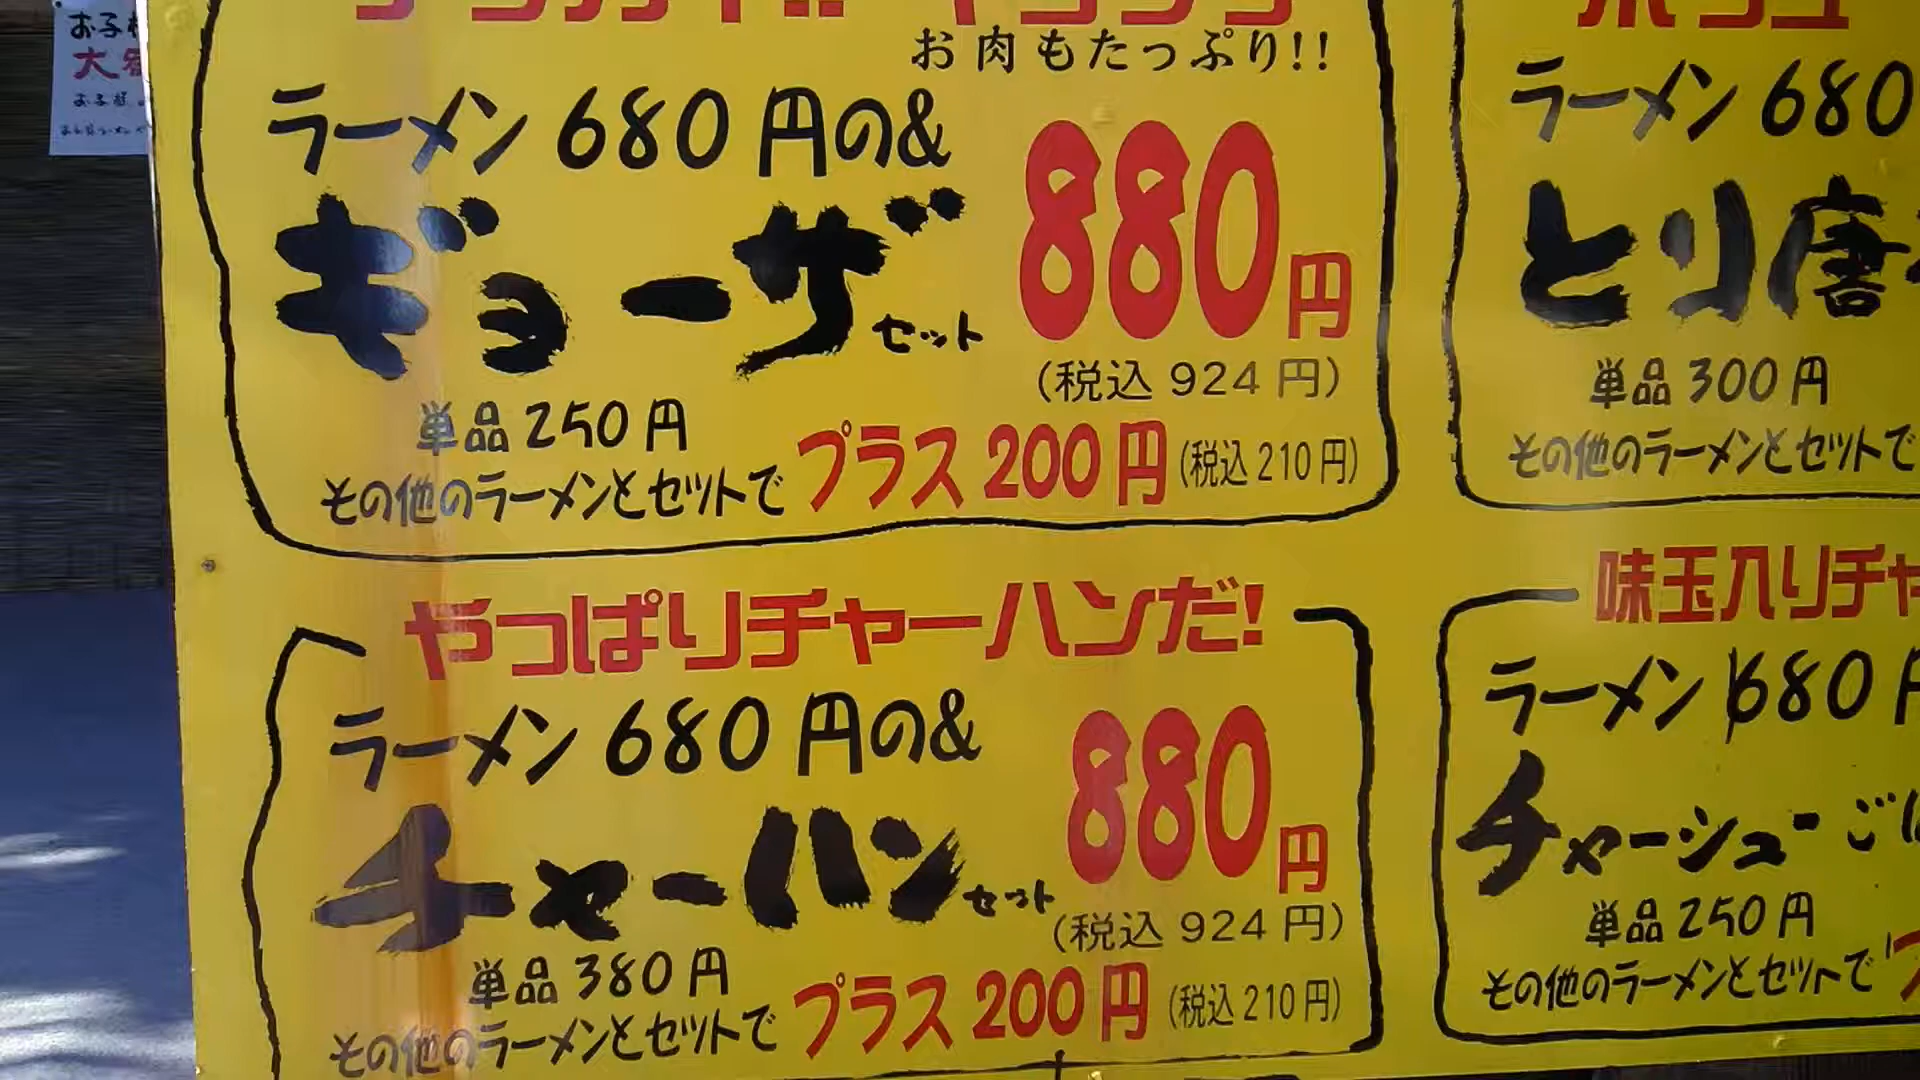 お肉もたっぷり!!
ラーメン680円の&
ギョーザセット
880円
(税込 924 円)
単品250円
その他のラーメンとセットで プラス200円(税込210円)
やっぱりチャーハンだ!
ラーメン680円の&
チャーハンセット
880円
(税込 924 円)
単品380円
その他のラーメンとセットで プラス200円(税込210円)
ラーメン680
とり唐
単品300円
その他のラーメンとセットで
味玉入りチャ
ラーメン680
チャーシューご
単品250円
その他のラーメンとセットで